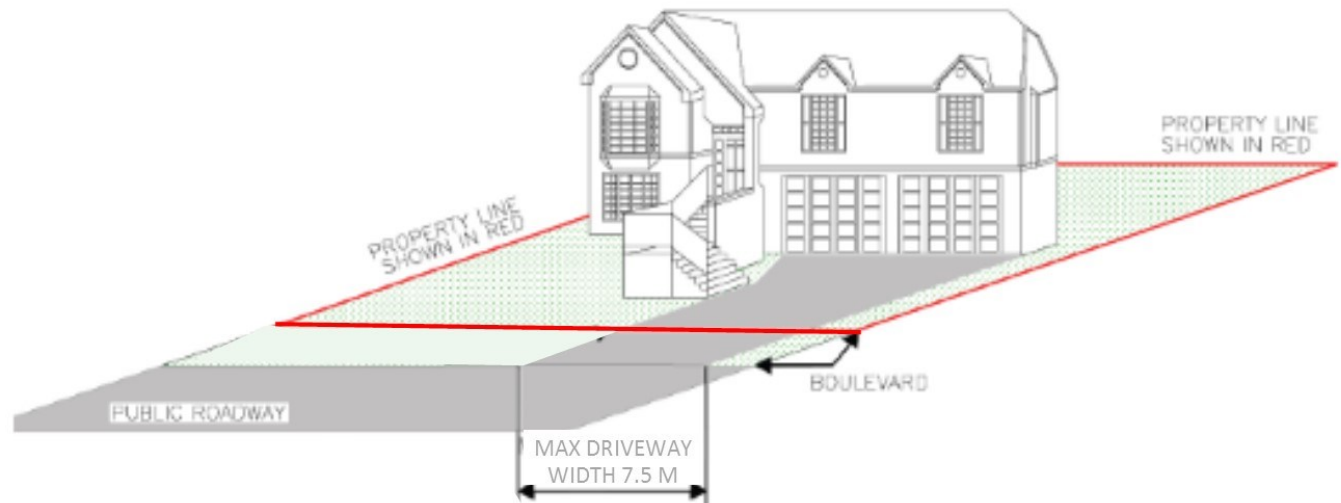 PROPERTY LINE
SHOWN IN RED
PROPERTY LINE
SHOWN IN RED
BOULEVARD
PUBLIC ROADWAY
MAX DRIVEWAY
WIDTH 7.5 M